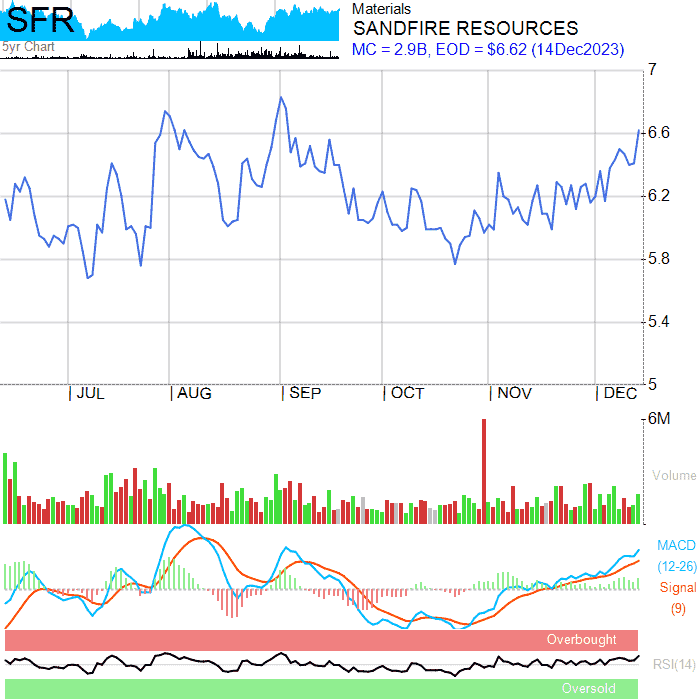 SFR
5yr Chart
Materials
SANDFIRE RESOURCES
MC = 2.9B, EOD = $6.62 (14Dec2023)
7
6.6
6.2
5.8
5.4
5
| JUL | AUG | SEP | OCT | NOV | DEC
6M
Volume
MACD
(12-26)
Signal
(9)
Overbought
RSI(14)
Oversold